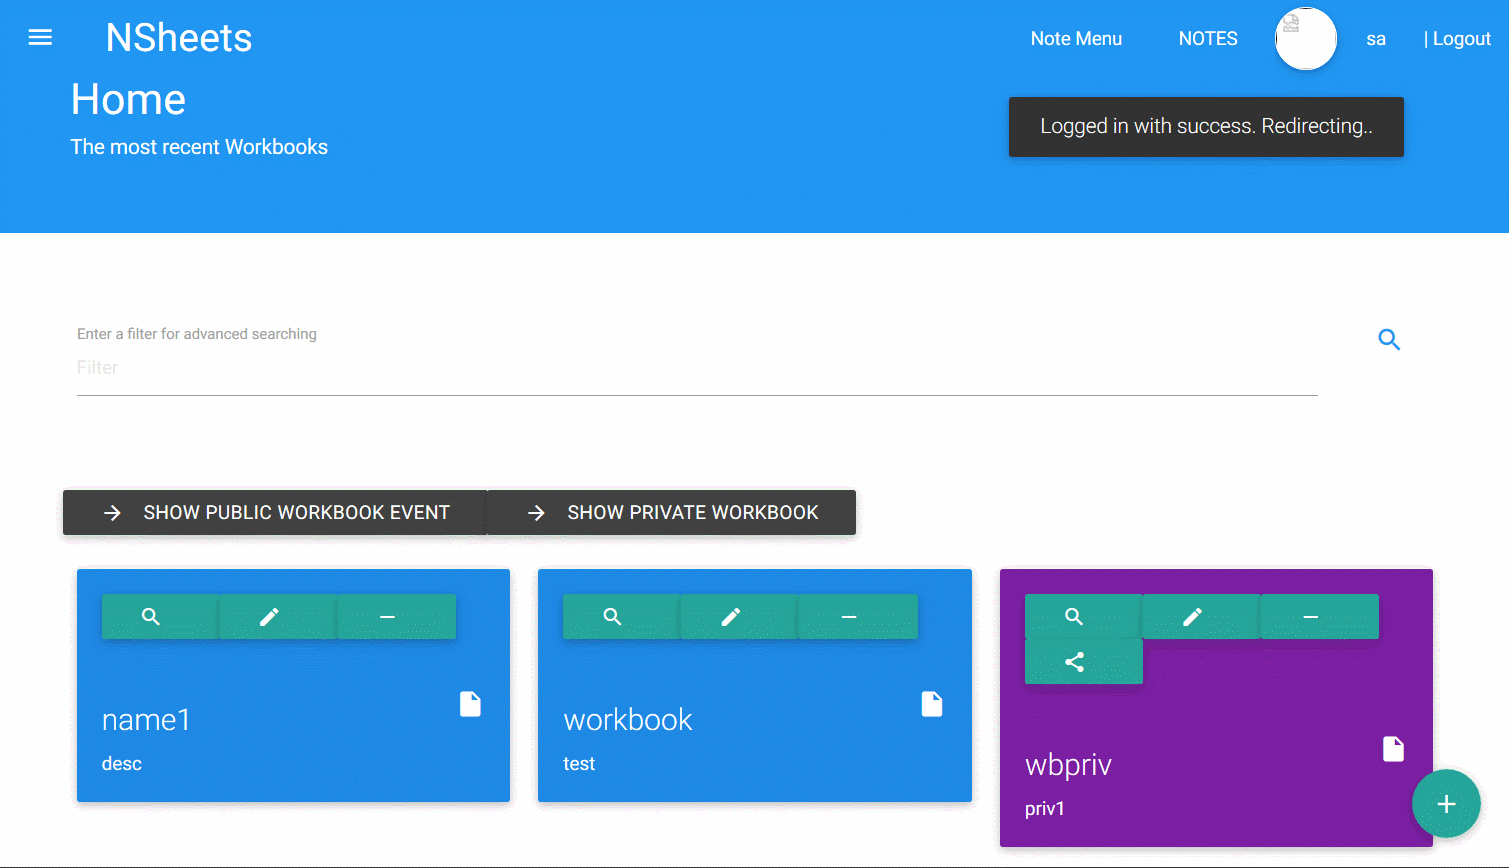 NSheets
Note Menu
NOTES
sa
| Logout
Home
The most recent Workbooks
Logged in with success. Redirecting..
Enter a filter for advanced searching
Filter
SHOW PUBLIC WORKBOOK EVENT
SHOW PRIVATE WORKBOOK
name1
desc
workbook
test
wbpriv
priv1